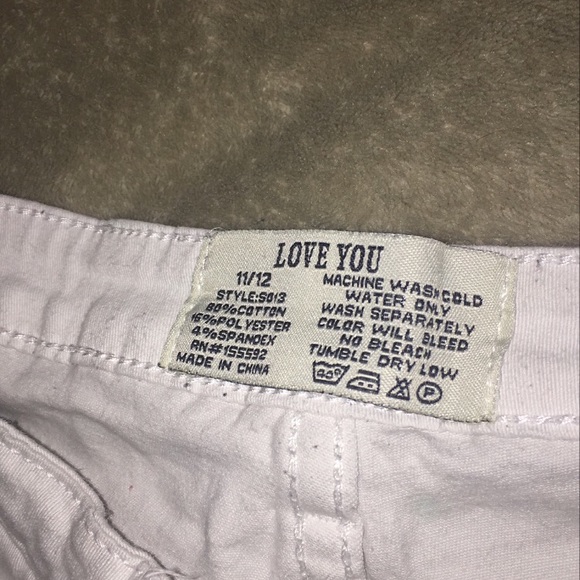 LOVE YOU
11/12
STYLE:S013
80%COTTON
16%POLYESTER
4%SPANDEX
RN#155592
MADE IN CHINA
MACHINE WASH COLD
WATER ONLY
WASH SEPARATELY
COLOR WILL BLEED
NO BLEACH
TUMBLE DRY LOW
40°
P